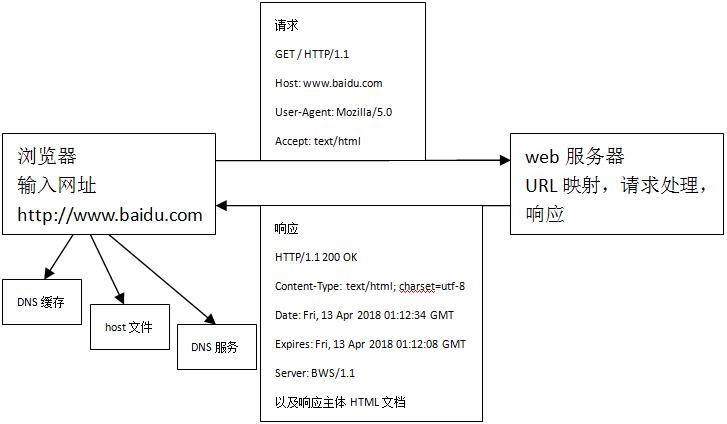 请求
GET / HTTP/1.1
Host: www.baidu.com
User-Agent: Mozilla/5.0
Accept: text/html
浏览器
输入网址
http://www.baidu.com
web 服务器
URL 映射，请求处理，
响应
响应
HTTP/1.1 200 OK
Content-Type: text/html; charset=utf-8
Date: Fri, 13 Apr 2018 01:12:34 GMT
Expires: Fri, 13 Apr 2018 01:12:08 GMT
Server: BWS/1.1
以及响应主体 HTML 文档
DNS 缓存
host 文件
DNS 服务